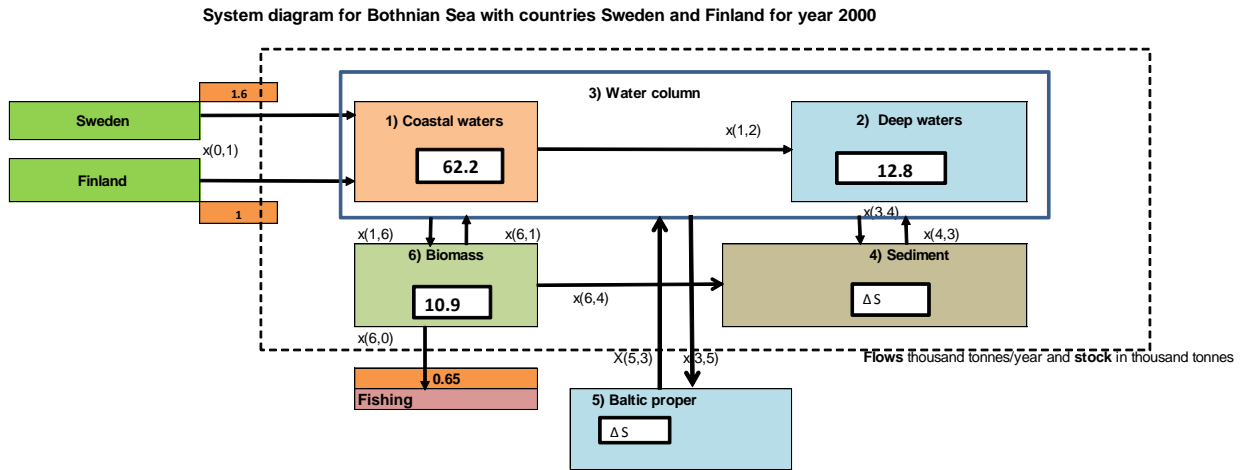 System diagram for Bothnian Sea with countries Sweden and Finland for year 2000
1.6
3) Water column
Sweden
1) Coastal waters
x(1,2)
2) Deep waters
x(0,1)
62.2
12.8
Finland
1
x(3,4)
x(1,6)
x(6,1)
x(4,3)
6) Biomass
4) Sediment
x(6,4)
10.9
Δ S
x(6,0)
X(5,3)
x(3,5)
Flows thousand tonnes/year and stock in thousand tonnes
0.65
Fishing
5) Baltic proper
Δ S